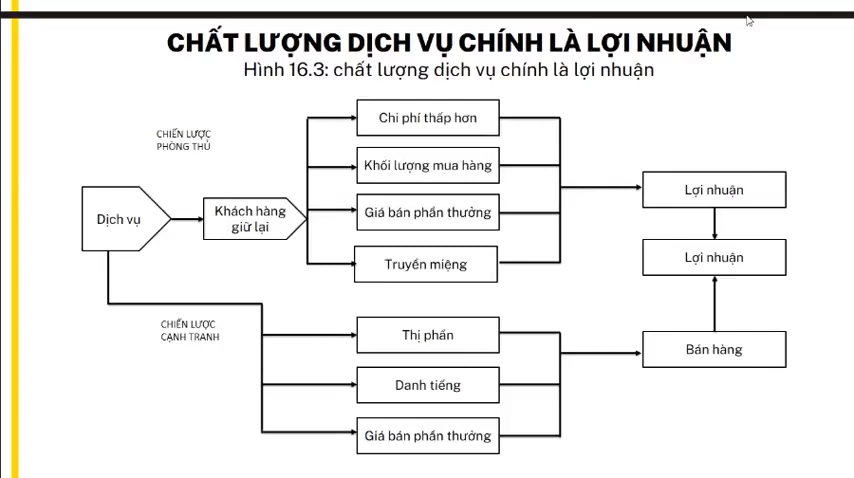 CHẤT LƯỢNG DỊCH VỤ CHÍNH LÀ LỢI NHUẬN
Hình 16.3: chất lượng dịch vụ chính là lợi nhuận
CHIẾN LƯỢC
PHÒNG THỦ
Dịch vụ
Khách hàng
giữ lại
Chi phí thấp hơn
Khối lượng mua hàng
Giá bán phần thưởng
Truyền miệng
Lợi nhuận
Lợi nhuận
CHIẾN LƯỢC
CẠNH TRANH
Thị phần
Danh tiếng
Giá bán phần thưởng
Bán hàng